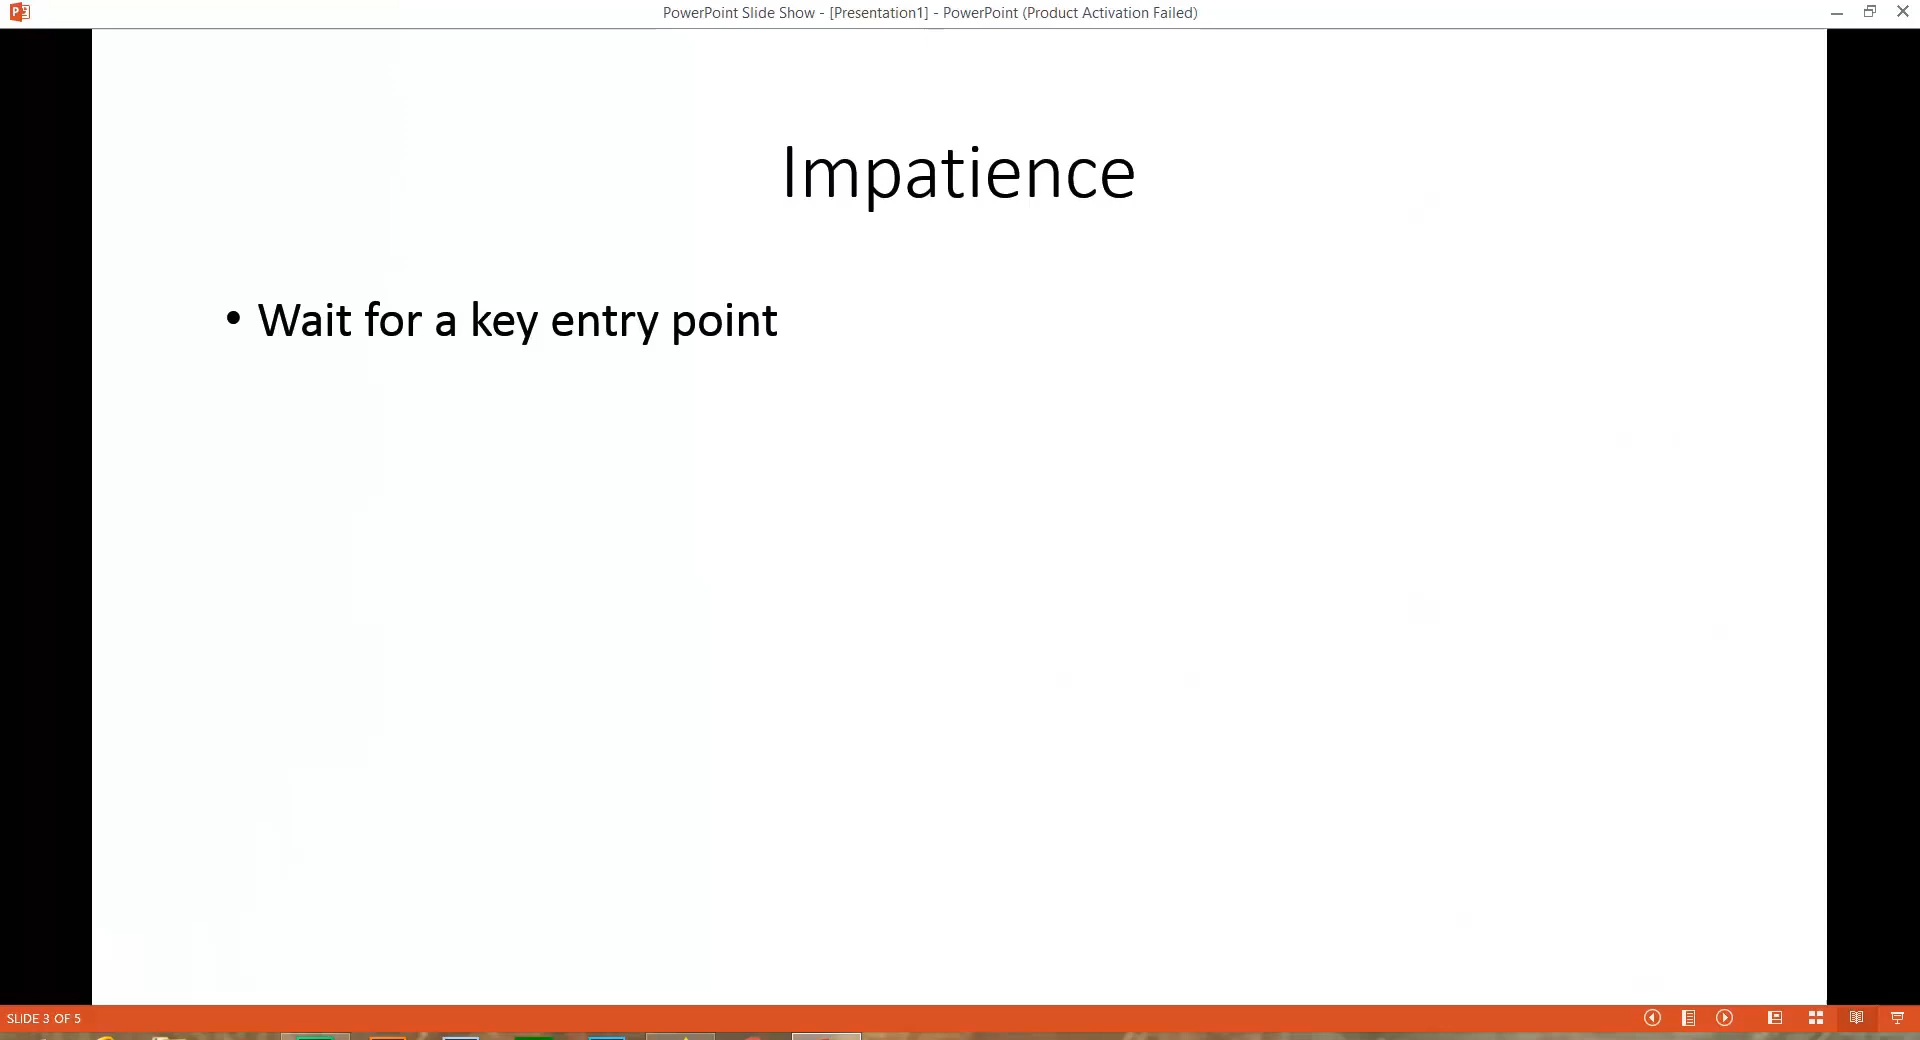 PowerPoint Slide Show - [Presentation1] - PowerPoint (Product Activation Failed)
Impatience
• Wait for a key entry point
SLIDE 3 OF 5